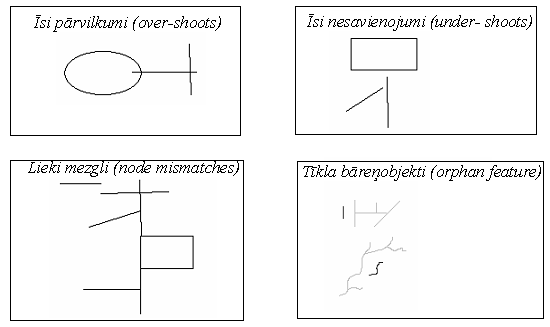 Īsi pārvilkumi (over-shoots)
Īsi nesavienojumi (under- shoots)
Lieki mezgli (node mismatches)
Tīkla bāreņobjekti (orphan feature)